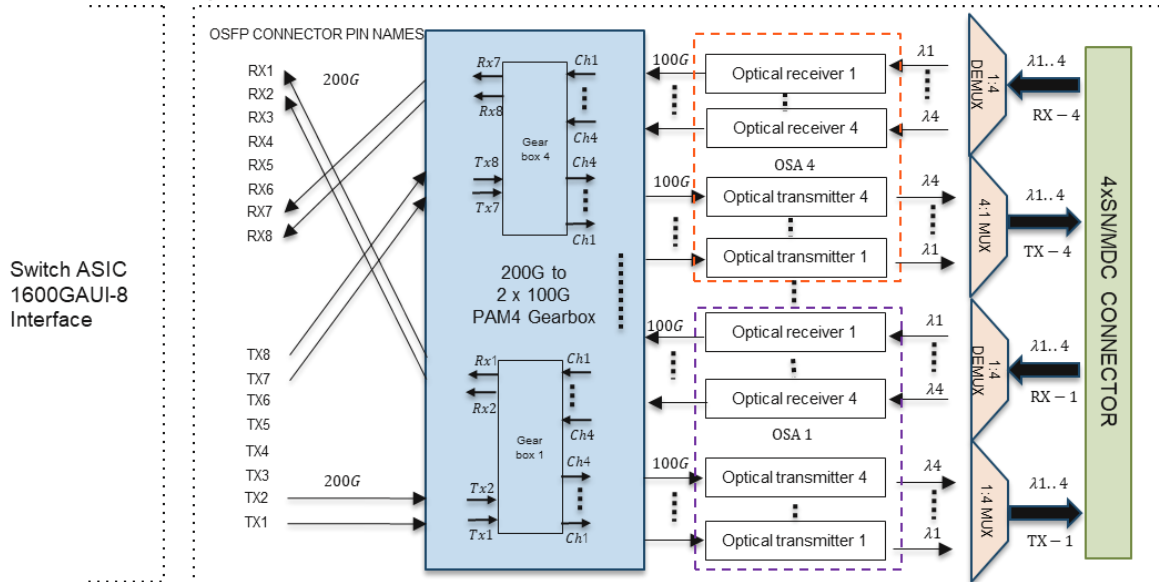 Switch ASIC
1600GAUI-8
Interface
OSFP CONNECTOR PIN NAMES
RX1
RX2
RX3
RX4
RX5
RX6
RX7
RX8
200G
TX8
TX7
TX6
TX5
TX4
TX3
TX2
TX1
200G
Rx7
Rx8
Tx8
Tx7
Gear
box 4
Ch1
Ch4
Ch4
Ch1
200G to
2 x 100G
PAM4 Gearbox
Rx1
Rx2
Tx2
Tx1
Gear
box 1
Ch1
Ch4
Ch4
Ch1
100G
100G
100G
100G
Optical receiver 1
Optical receiver 4
OSA 4
Optical transmitter 4
Optical transmitter 1
Optical receiver 1
Optical receiver 4
OSA 1
Optical transmitter 4
Optical transmitter 1
λ1
λ4
λ4
λ1
λ1
λ4
λ4
λ1
1:4
DEMUX
4:1 MUX
1:4
DEMUX
1:4 MUX
λ1..4
RX−4
λ1..4
TX−4
λ1..4
RX−1
λ1..4
TX−1
4xSN/MDC CONNECTOR